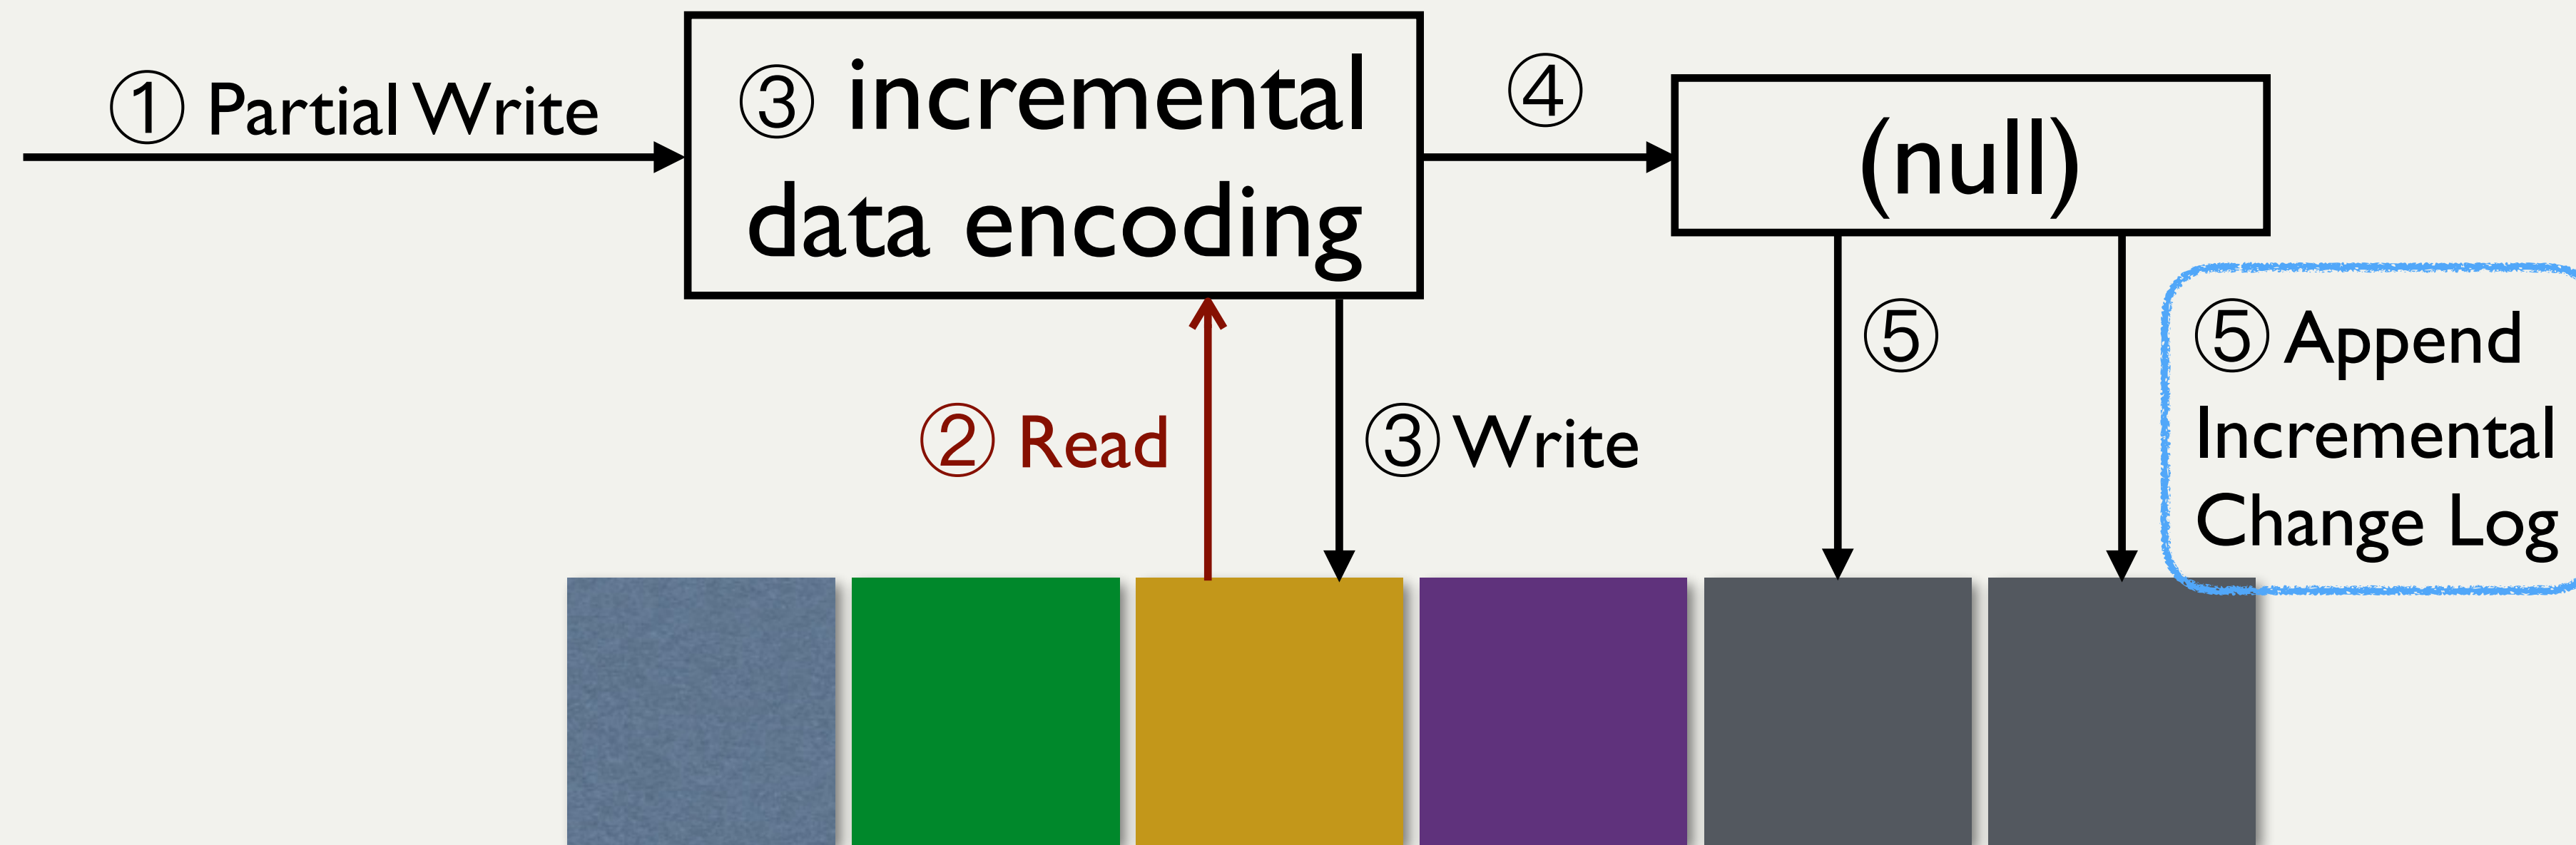 ① Partial Write
③ incremental
data encoding
④
(null)
② Read
③ Write
⑤
⑤ Append
Incremental
Change Log